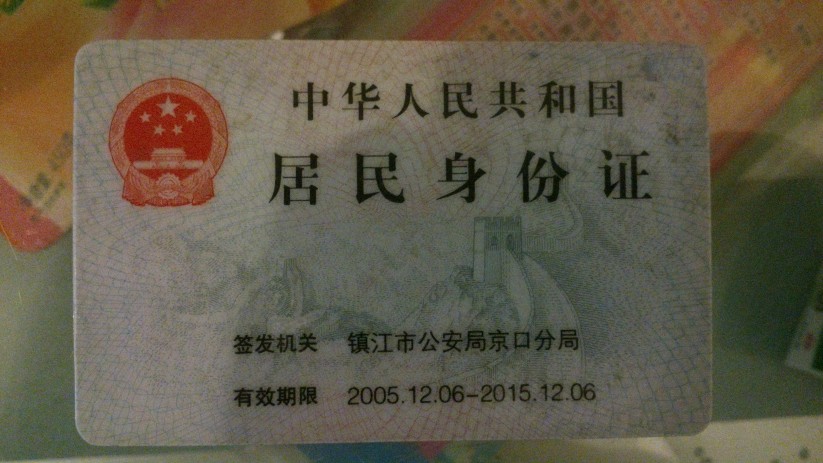 中华人民共和国
居民身份证
签发机关 镇江市公安局京口分局
有效期限 2005.12.06-2015.12.06